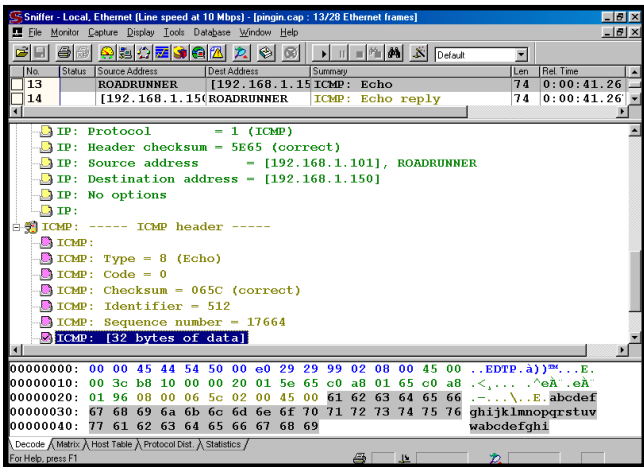 Sniffer - Local, Ethernet (Line speed at 10 Mbps) - [pingin.cap : 13/28 Ethernet frames]
File Monitor Capture Display Tools Database Window Help
Default
No. Status Source Address Dest Address Summary Len Rel. Time
13 ROADRUNNER [192.168.1.15 ICMP: Echo 74 0:00:41.26
14 [192.168.1.150 ROADRUNNER ICMP: Echo reply 74 0:00:41.26
IP: Protocol = 1 (ICMP)
IP: Header checksum = 5E65 (correct)
IP: Source address = [192.168.1.101], ROADRUNNER
IP: Destination address = [192.168.1.150]
IP: No options
IP:
ICMP: ----- ICMP header -----
ICMP:
ICMP: Type = 8 (Echo)
ICMP: Code = 0
ICMP: Checksum = 065C (correct)
ICMP: Identifier = 512
ICMP: Sequence number = 17664
ICMP: [32 bytes of data]
00000000: 00 00 45 44 54 50 00 e0 29 29 99 02 08 00 45 00 ..EDTP.à))™...E.
00000010: 00 3c b8 10 00 00 20 01 5e 65 c0 a8 01 65 c0 a8 .<¸... .^eÀ¨.eÀ¨
00000020: 01 96 08 00 06 5c 02 00 45 00 61 62 63 64 65 66 .–...\..E.abcdef
00000030: 67 68 69 6a 6b 6c 6d 6e 6f 70 71 72 73 74 75 76 ghijklmnopqrstuv
00000040: 77 61 62 63 64 65 66 67 68 69 wabcdefghi
Decode Matrix Host Table Protocol Dist. Statistics
For Help, press F1